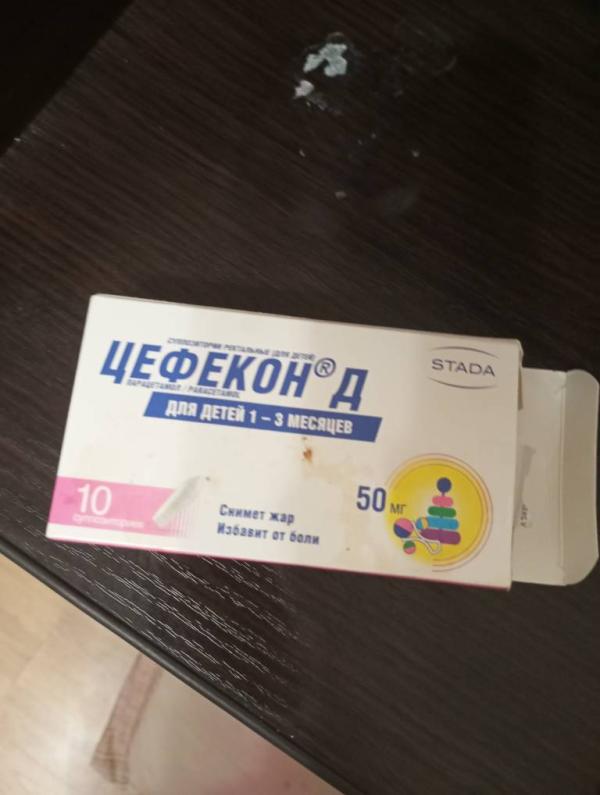 СУППОЗИТОРИИ РЕКТАЛЬНЫЕ (ДЛЯ ДЕТЕЙ)
ЦЕФЕКОН® Д
ПАРАЦЕТАМОЛ / PARACETAMOL
ДЛЯ ДЕТЕЙ 1 – 3 МЕСЯЦЕВ
STADA
10
суппозиториев
Снимет жар
Избавит от боли
50 мг